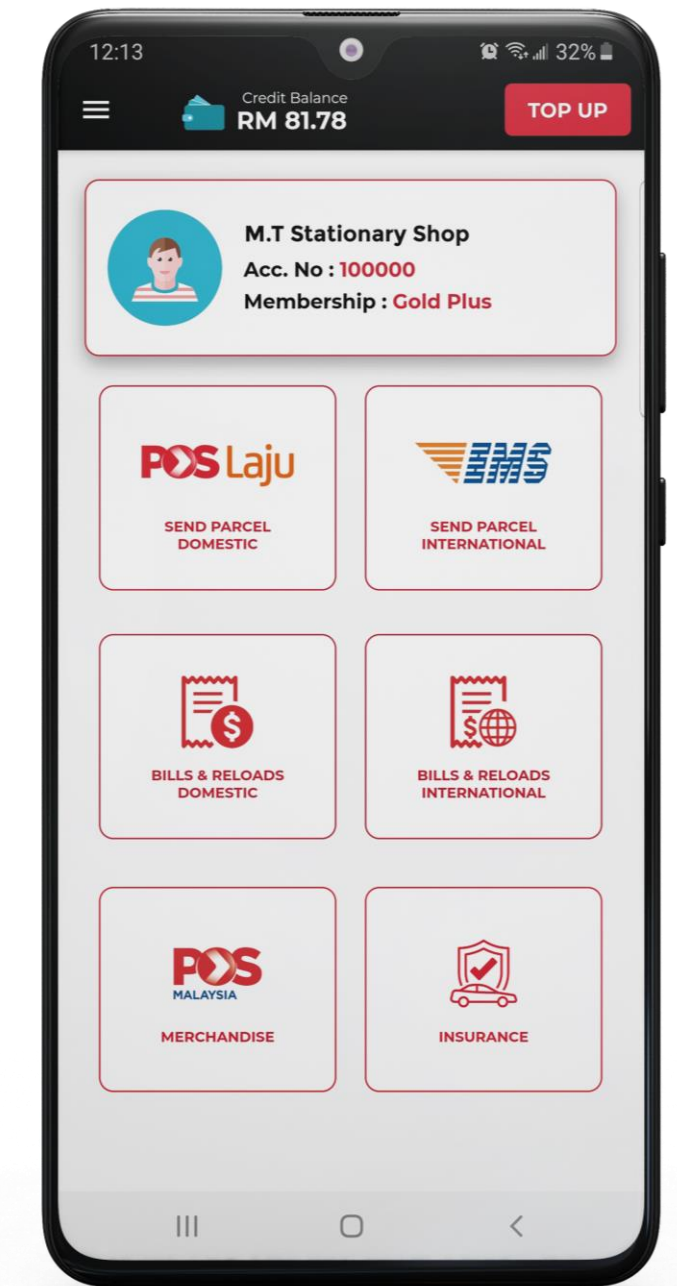 12:13
32%
Credit Balance
RM 81.78
TOP UP
M.T Stationary Shop
Acc. No : 100000
Membership : Gold Plus
POS Laju
EMS
SEND PARCEL
DOMESTIC
SEND PARCEL
INTERNATIONAL
$
$
BILLS & RELOADS
DOMESTIC
BILLS & RELOADS
INTERNATIONAL
POS
MALAYSIA
MERCHANDISE
INSURANCE